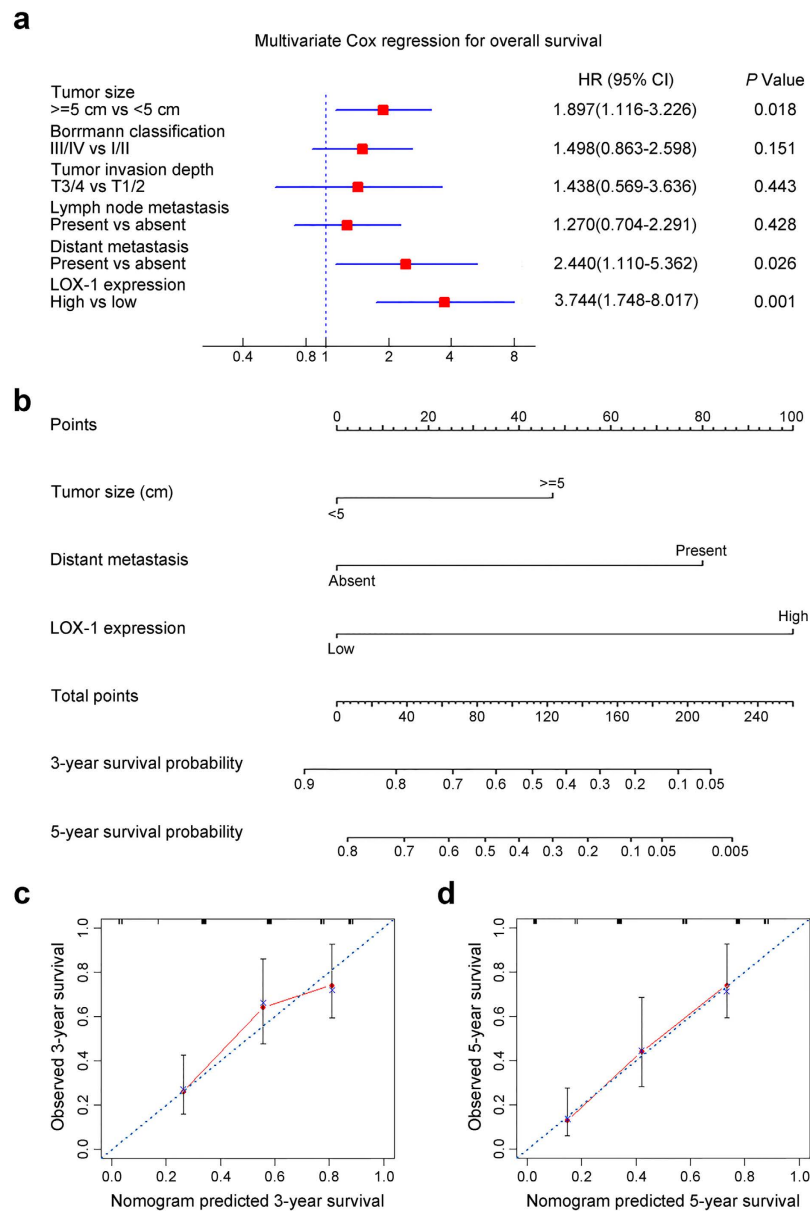 a
Multivariate Cox regression for overall survival
HR (95% CI) P Value
Tumor size
>=5 cm vs <5 cm 1.897(1.116-3.226) 0.018
Borrmann classification
III/IV vs I/II 1.498(0.863-2.598) 0.151
Tumor invasion depth
T3/4 vs T1/2 1.438(0.569-3.636) 0.443
Lymph node metastasis
Present vs absent 1.270(0.704-2.291) 0.428
Distant metastasis
Present vs absent 2.440(1.110-5.362) 0.026
LOX-1 expression
High vs low 3.744(1.748-8.017) 0.001
0.4 0.8 1 2 4 8
b
Points 0 20 40 60 80 100
Tumor size (cm) <5 >=5
Distant metastasis Absent Present
LOX-1 expression Low High
Total points
0 40 80 120 160 200 240
3-year survival probability
0.9 0.8 0.7 0.6 0.5 0.4 0.3 0.2 0.1 0.05
5-year survival probability
0.8 0.7 0.6 0.5 0.4 0.3 0.2 0.1 0.05 0.005
c
Observed 3-year survival
1.0
0.8
0.6
0.4
0.2
0.0
0.0 0.2 0.4 0.6 0.8 1.0
Nomogram predicted 3-year survival
d
Observed 5-year survival
1.0
0.8
0.6
0.4
0.2
0.0
0.0 0.2 0.4 0.6 0.8 1.0
Nomogram predicted 5-year survival